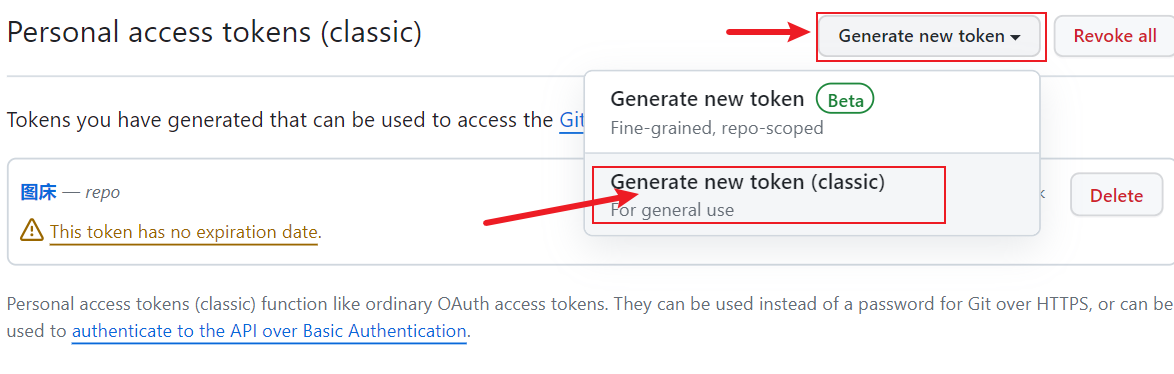 Personal access tokens (classic)
Generate new token
Revoke all
Generate new token Beta
Fine-grained, repo-scoped
Tokens you have generated that can be used to access the Git
Generate new token (classic)
For general use
图床 — repo
k
Delete
This token has no expiration date.
Personal access tokens (classic) function like ordinary OAuth access tokens. They can be used instead of a password for Git over HTTPS, or can be
used to authenticate to the API over Basic Authentication.